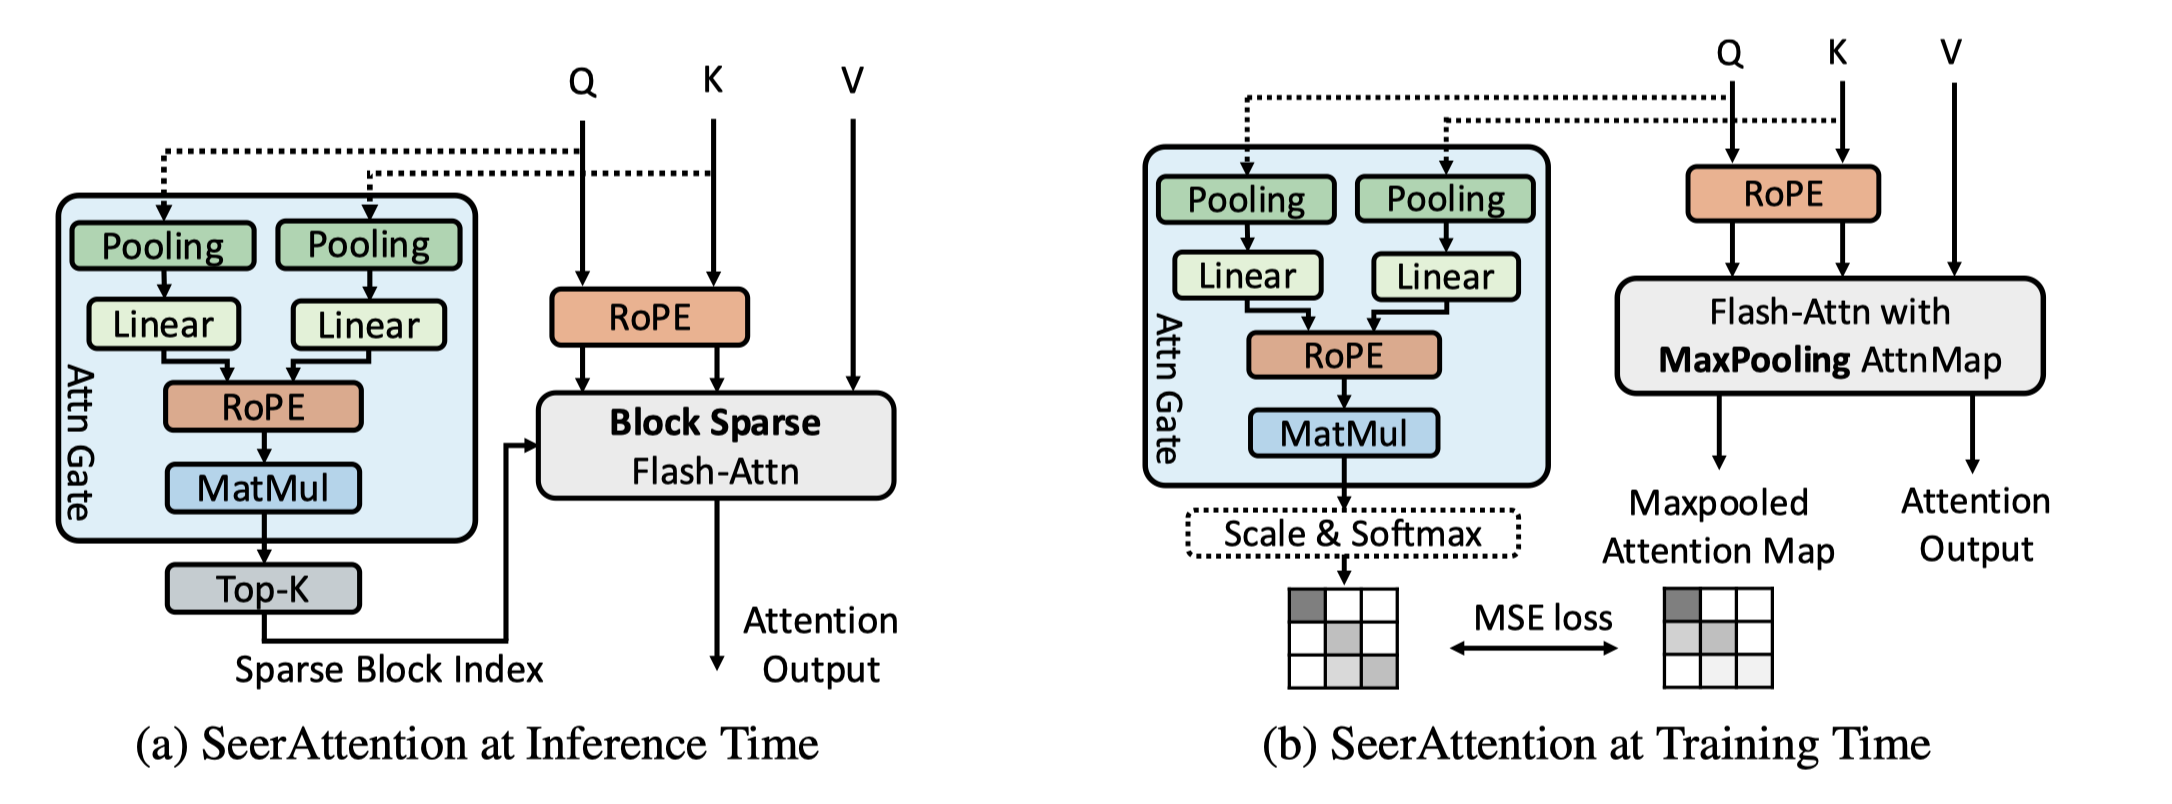 Q
K
V
Pooling
Pooling
Linear
Linear
RoPE
MatMul
Attn Gate
Top-K
Sparse Block Index
RoPE
Block Sparse
Flash-Attn
Attention
Output
(a) SeerAttention at Inference Time
Q
K
V
Pooling
Pooling
Linear
Linear
RoPE
MatMul
Attn Gate
Scale & Softmax
RoPE
Flash-Attn with
MaxPooling AttnMap
Maxpooled
Attention Map
Attention
Output
MSE loss
(b) SeerAttention at Training Time